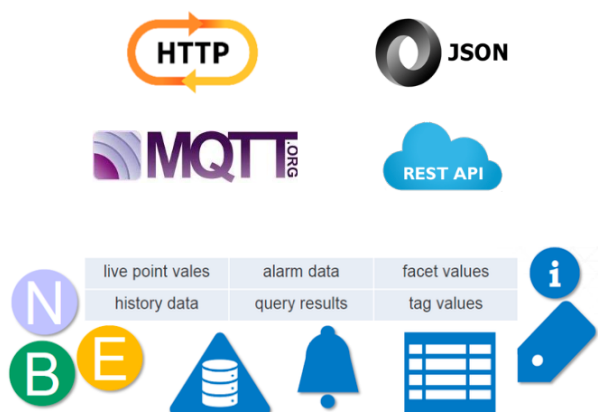 HTTP
JSON
MQTT.ORG
REST API
live point vales alarm data facet values
history data query results tag values
i
N
B E